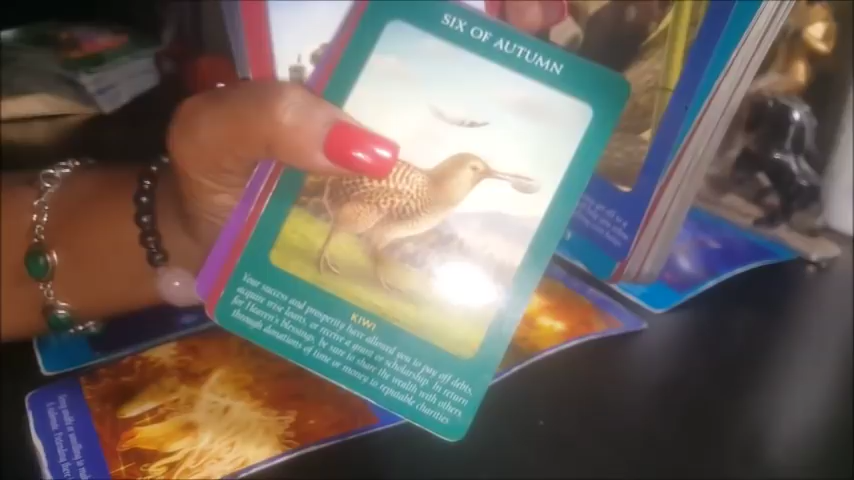 SIX OF AUTUMN
KIWI
Your success and prosperity have allowed you to pay off debts,
acquire wise loans, or receive a grant or scholarship. In return
for Heaven's blessings, be sure to share the wealth with others
through donations of time or money to reputable charities.